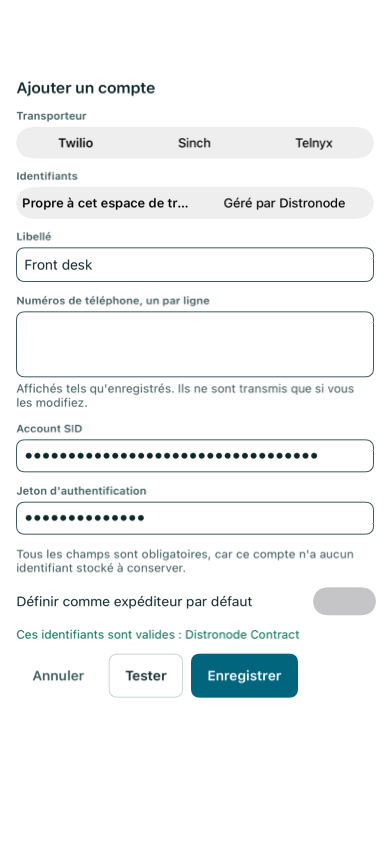 Ajouter un compte
Transporteur
Twilio
Sinch
Telnyx
Identifiants
Propre à cet espace de tr...
Géré par Distronode
Libellé
Front desk
Numéros de téléphone, un par ligne
Affichés tels qu'enregistrés. Ils ne sont transmis que si vous
les modifiez.
Account SID
••••••••••••••••••••••••••••••••••
Jeton d'authentification
••••••••••••••
Tous les champs sont obligatoires, car ce compte n'a aucun
identifiant stocké à conserver.
Définir comme expéditeur par défaut
Ces identifiants sont valides : Distronode Contract
Annuler
Tester
Enregistrer